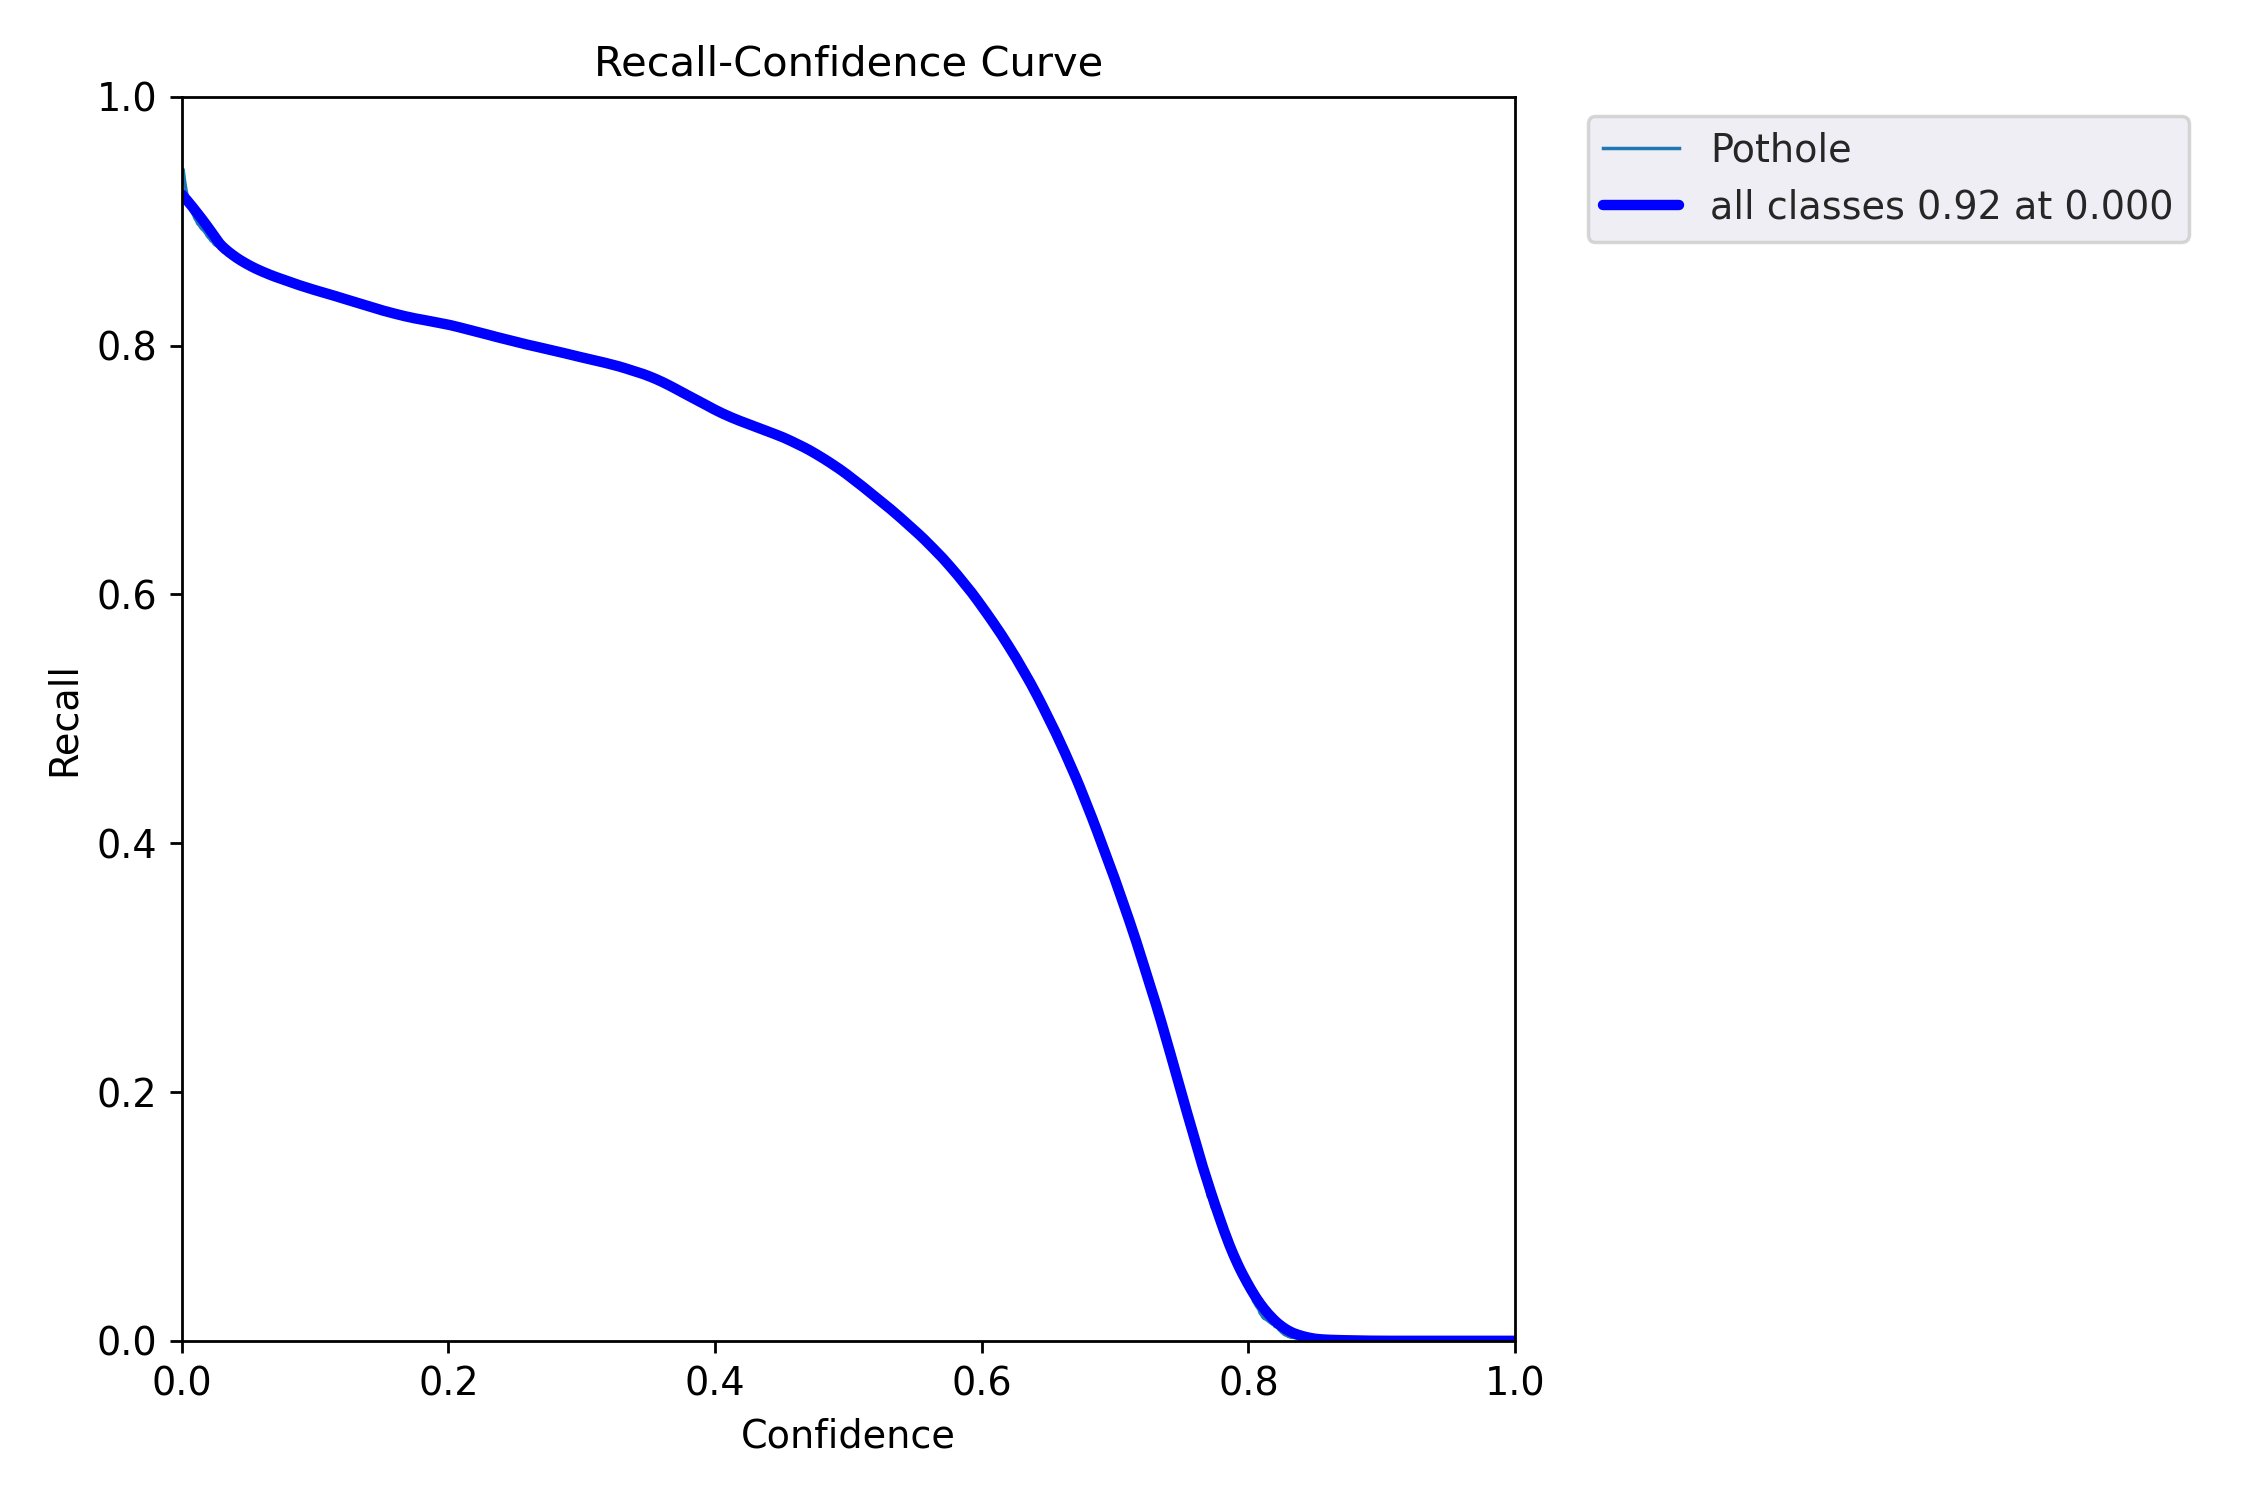 Recall-Confidence Curve
1.0
0.8
0.6
0.4
0.2
0.0
Recall
0.0 0.2 0.4 0.6 0.8 1.0
Confidence
Pothole
all classes 0.92 at 0.000